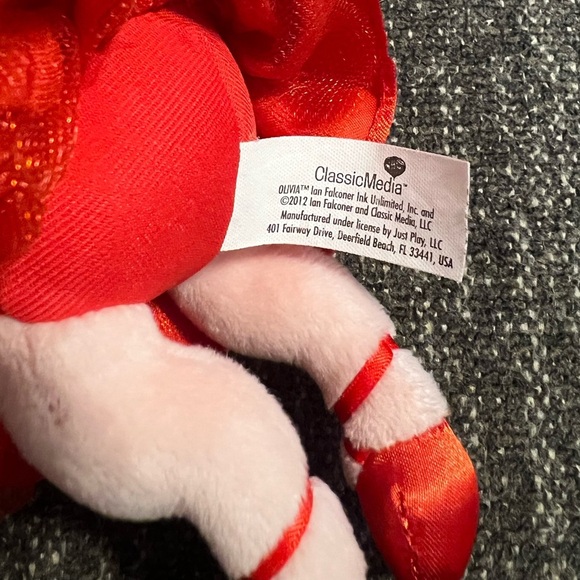 ClassicMedia™
OLIVIA™ Ian Falconer Ink Unlimited, Inc. and
©2012 Ian Falconer and Classic Media, LLC
Manufactured under license by Just Play, LLC
401 Fairway Drive, Deerfield Beach, FL 33441, USA